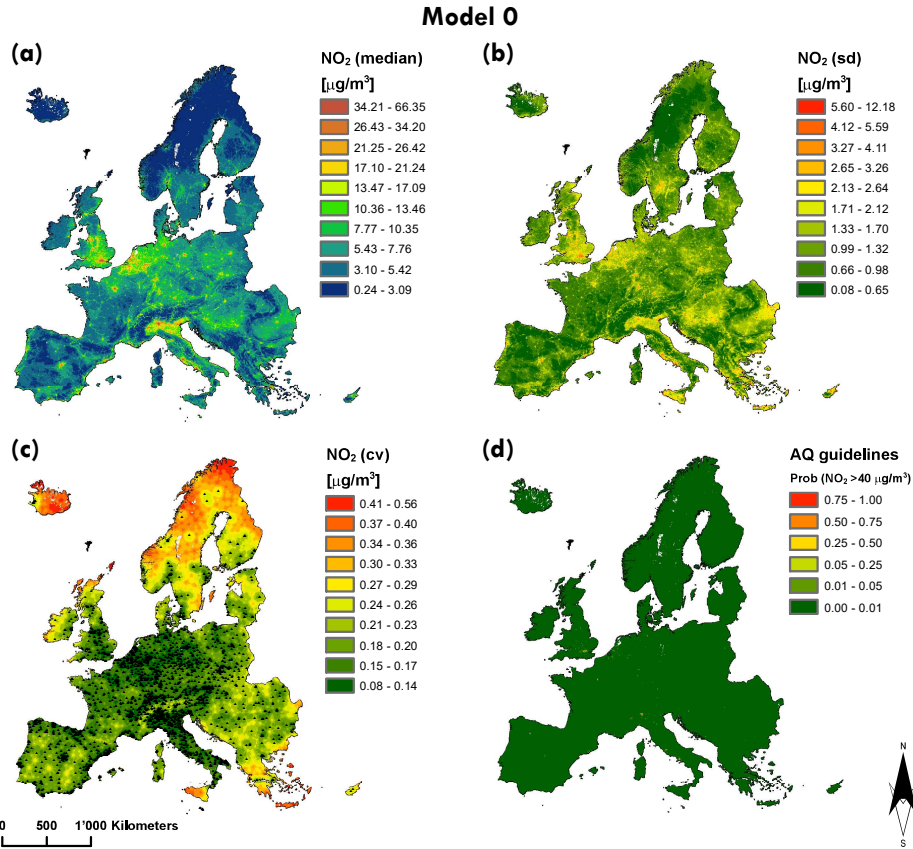 Model 0
(a)
NO₂ (median)
[µg/m³]
34.21 - 66.35
26.43 - 34.20
21.25 - 26.42
17.10 - 21.24
13.47 - 17.09
10.36 - 13.46
7.77 - 10.35
5.43 - 7.76
3.10 - 5.42
0.24 - 3.09
(b)
NO₂ (sd)
[µg/m³]
5.60 - 12.18
4.12 - 5.59
3.27 - 4.11
2.65 - 3.26
2.13 - 2.64
1.71 - 2.12
1.33 - 1.70
0.99 - 1.32
0.66 - 0.98
0.08 - 0.65
(c)
NO₂ (cv)
[µg/m³]
0.41 - 0.56
0.37 - 0.40
0.34 - 0.36
0.30 - 0.33
0.27 - 0.29
0.24 - 0.26
0.21 - 0.23
0.18 - 0.20
0.15 - 0.17
0.08 - 0.14
(d)
AQ guidelines
Prob (NO₂ >40 µg/m³)
0.75 - 1.00
0.50 - 0.75
0.25 - 0.50
0.05 - 0.25
0.01 - 0.05
0.00 - 0.01
0 500 1'000 Kilometers
N
S